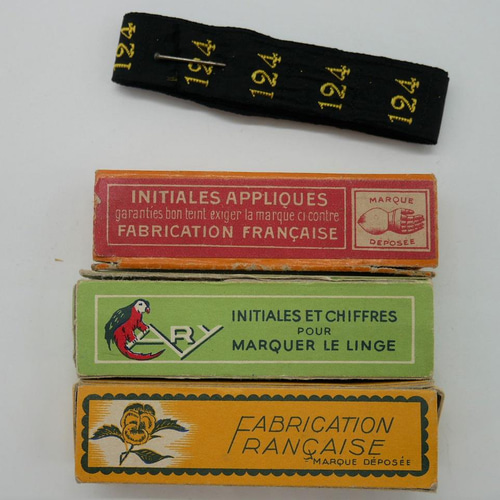 124 124 124 124 124
INITIALES APPLIQUES
garanties bon teint éxiger la marque ci contre
FABRICATION FRANÇAISE
MARQUE
DÉPOSÉE
ARY
INITIALES ET CHIFFRES
POUR
MARQUER LE LINGE
FABRICATION
FRANÇAISE
MARQUE DÉPOSÉE